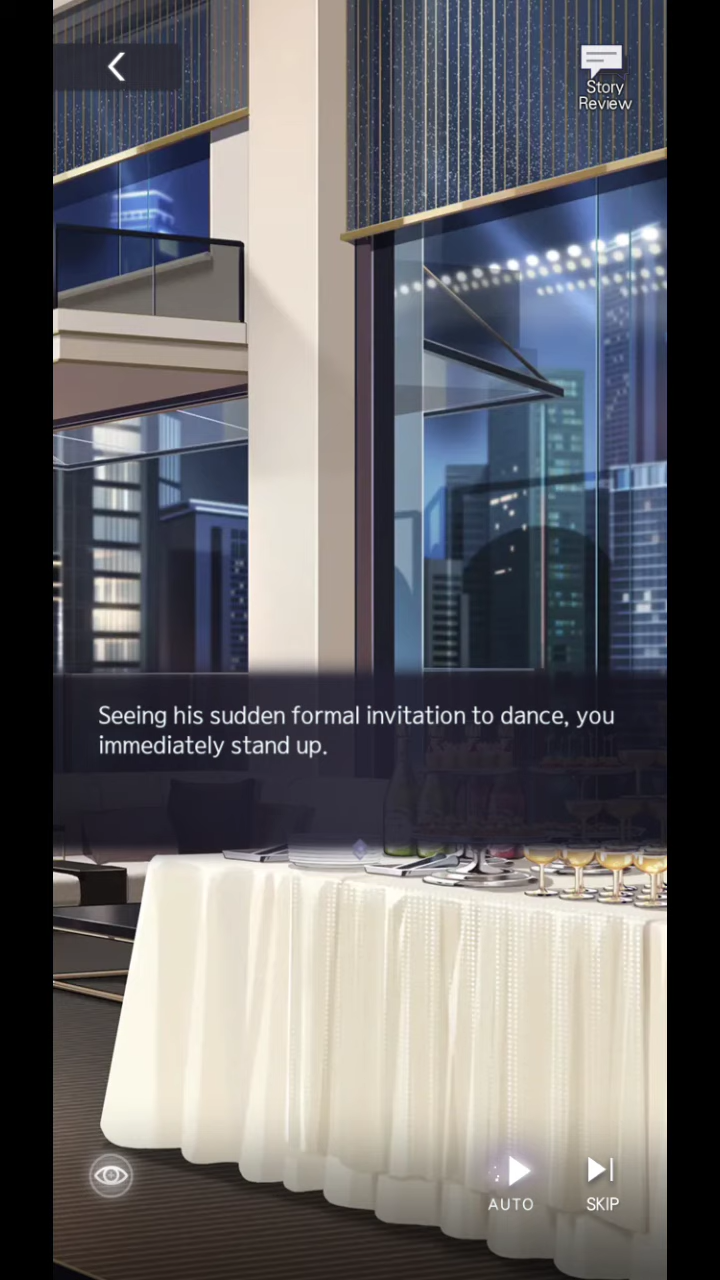 Story
Review
Seeing his sudden formal invitation to dance, you
immediately stand up.
AUTO
SKIP